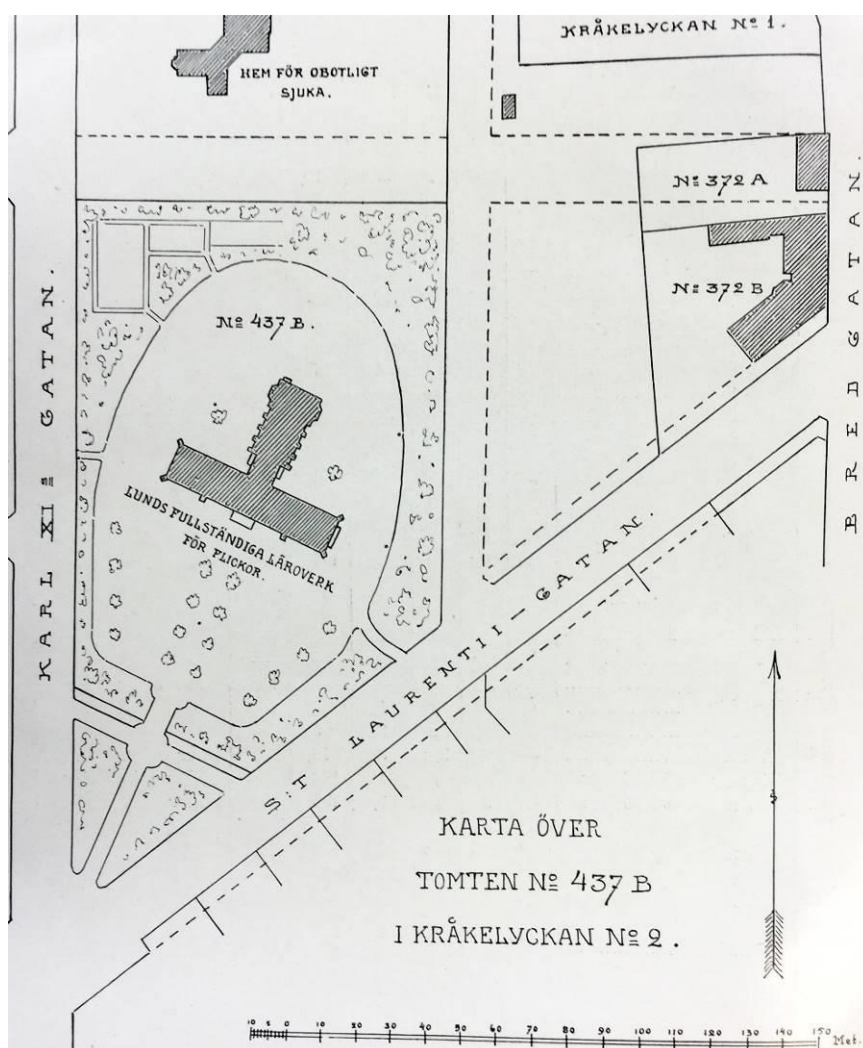 KRÅKELYCKAN Nº 1.
HEM FÖR OBOTLIGT
SJUKA.
Nº 372 A
Nº 372 B
BREDGATAN.
KARL XIS GATAN.
Nº 437 B.
LUNDS FULLSTÄNDIGA LÄROVERK
FÖR FLICKOR.
S:T LAURENTII-GATAN.
KARTA ÖVER
TOMTEN Nº 437 B
I KRÅKELYCKAN Nº 2.
10 5 0 10 20 30 40 50 60 70 80 90 100 110 120 130 140 150 Met.